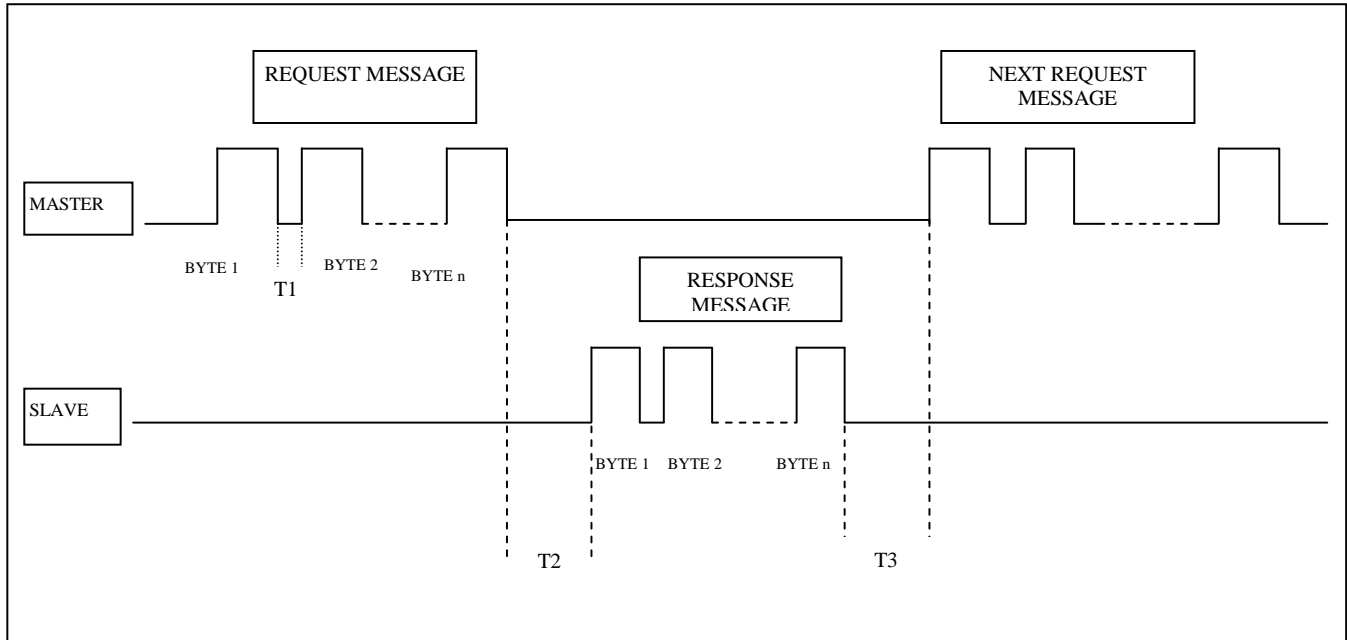 REQUEST MESSAGE
NEXT REQUEST
MESSAGE
MASTER
BYTE 1
T1
BYTE 2
BYTE n
RESPONSE
MESSAGE
SLAVE
BYTE 1
BYTE 2
BYTE n
T2
T3